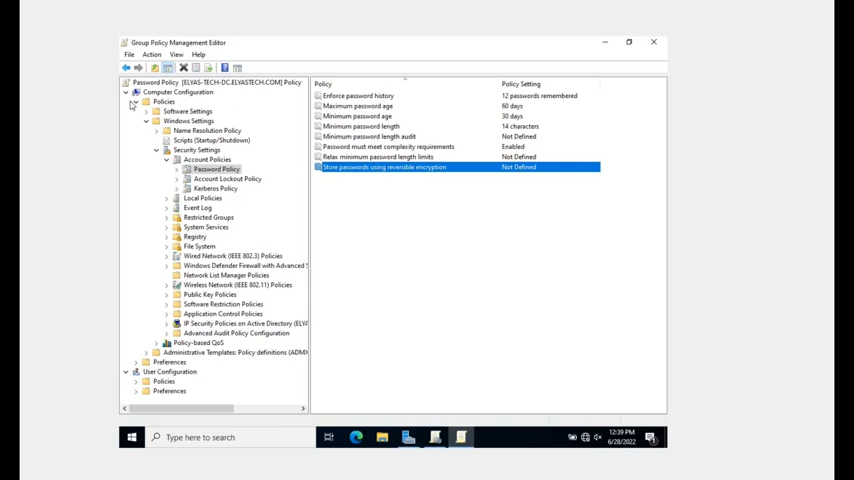 Group Policy Management Editor
File Action View Help
Password Policy [ELYAS-TECH-DC.ELYASTECH.COM] Policy
Computer Configuration
Policies
Software Settings
Windows Settings
Name Resolution Policy
Scripts (Startup/Shutdown)
Security Settings
Account Policies
Password Policy
Account Lockout Policy
Kerberos Policy
Local Policies
Event Log
Restricted Groups
System Services
Registry
File System
Wired Network (IEEE 802.3) Policies
Windows Defender Firewall with Advanced S
Network List Manager Policies
Wireless Network (IEEE 802.11) Policies
Public Key Policies
Software Restriction Policies
Application Control Policies
IP Security Policies on Active Directory (ELYA
Advanced Audit Policy Configuration
Policy-based QoS
Administrative Templates: Policy definitions (ADMX
Preferences
User Configuration
Policies
Preferences
Policy Policy Setting
Enforce password history 12 passwords remembered
Maximum password age 60 days
Minimum password age 30 days
Minimum password length 14 characters
Minimum password length audit Not Defined
Password must meet complexity requirements Enabled
Relax minimum password length limits Not Defined
Store passwords using reversible encryption Not Defined
Type here to search
12:39 PM
6/28/2022